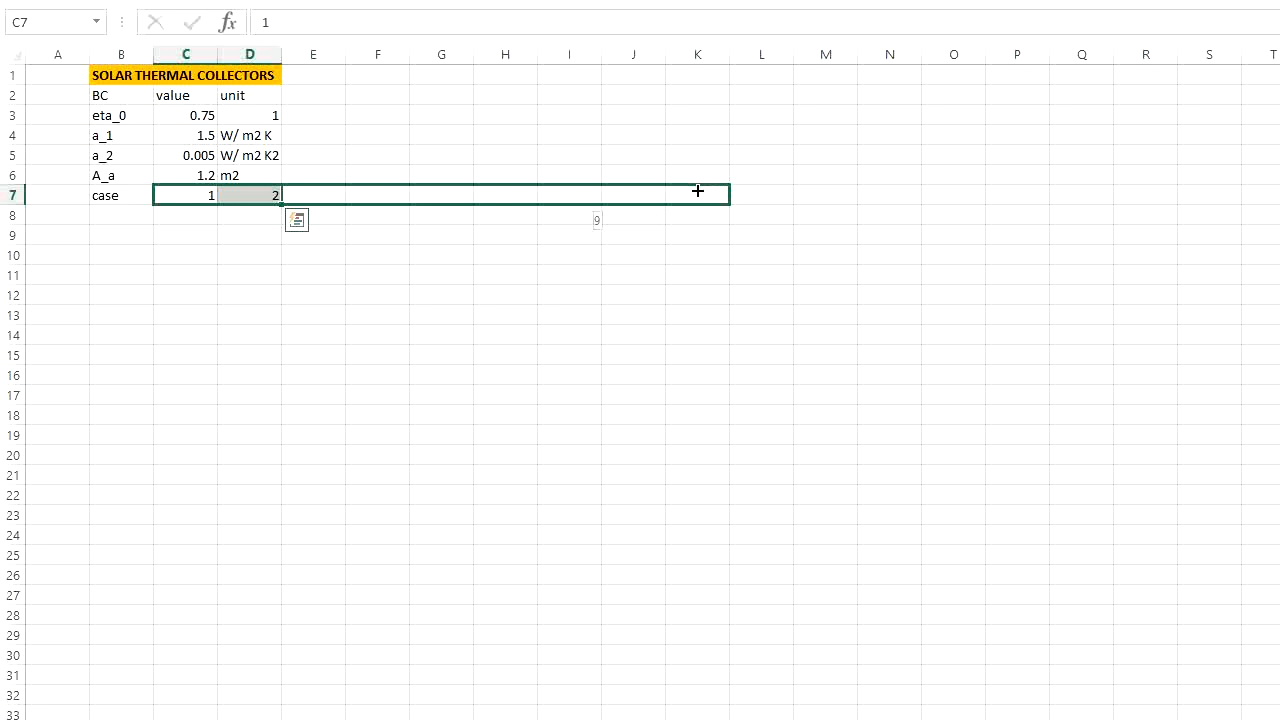 C7 fx 1
A B C D E F G H I J K L M N O P Q R S T
1 SOLAR THERMAL COLLECTORS
2 BC value unit
3 eta_0 0.75 1
4 a_1 1.5 W/ m2 K
5 a_2 0.005 W/ m2 K2
6 A_a 1.2 m2
7 case 1 2
8 9
9
10
11
12
13
14
15
16
17
18
19
20
21
22
23
24
25
26
27
28
29
30
31
32
33